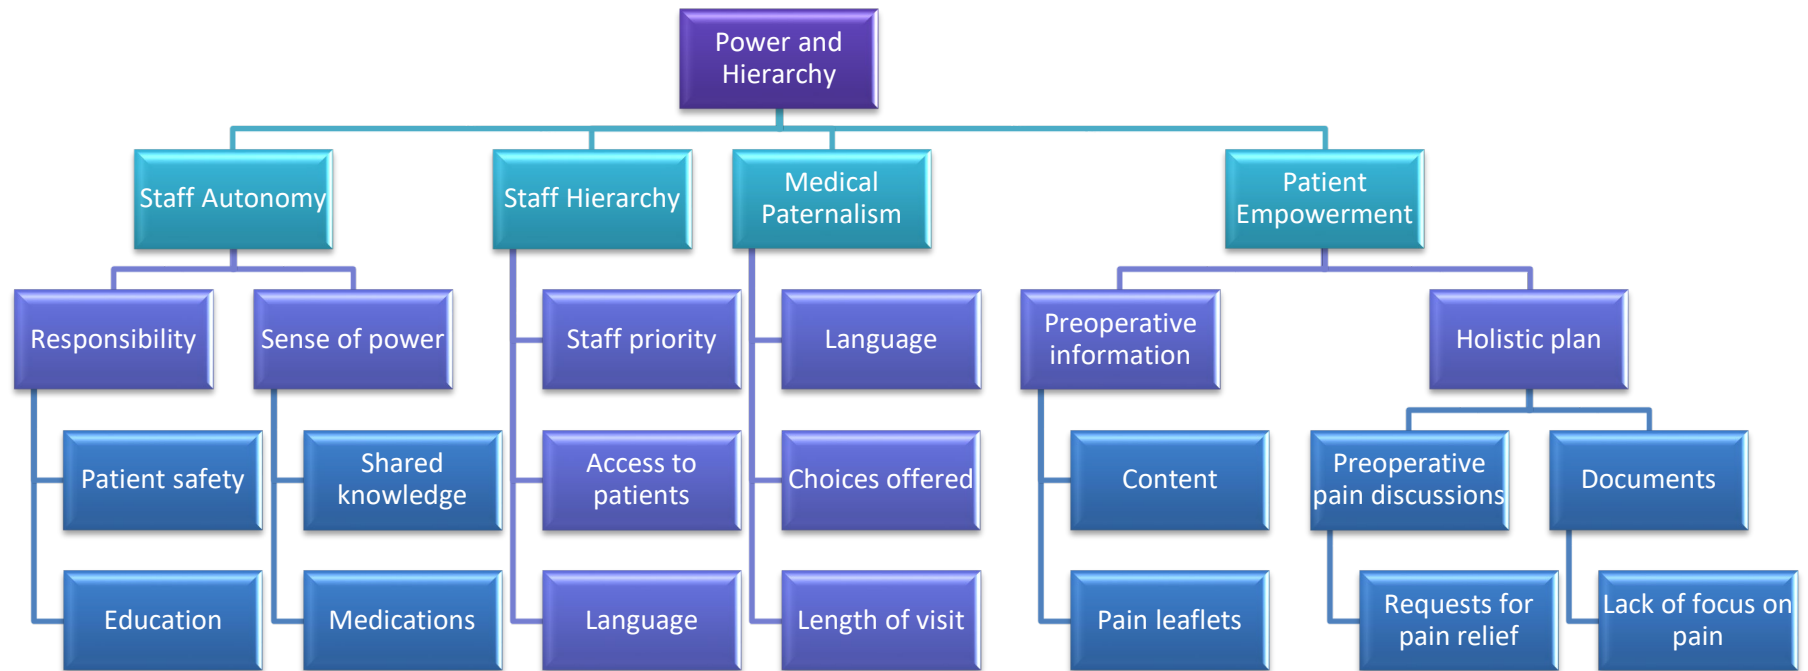 Power and
Hierarchy
Staff Autonomy
Staff Hierarchy
Medical
Paternalism
Patient
Empowerment
Responsibility
Sense of power
Staff priority
Language
Preoperative
information
Holistic plan
Patient safety
Shared
knowledge
Access to
patients
Choices offered
Content
Preoperative
pain discussions
Documents
Education
Medications
Language
Length of visit
Pain leaflets
Requests for
pain relief
Lack of focus on
pain